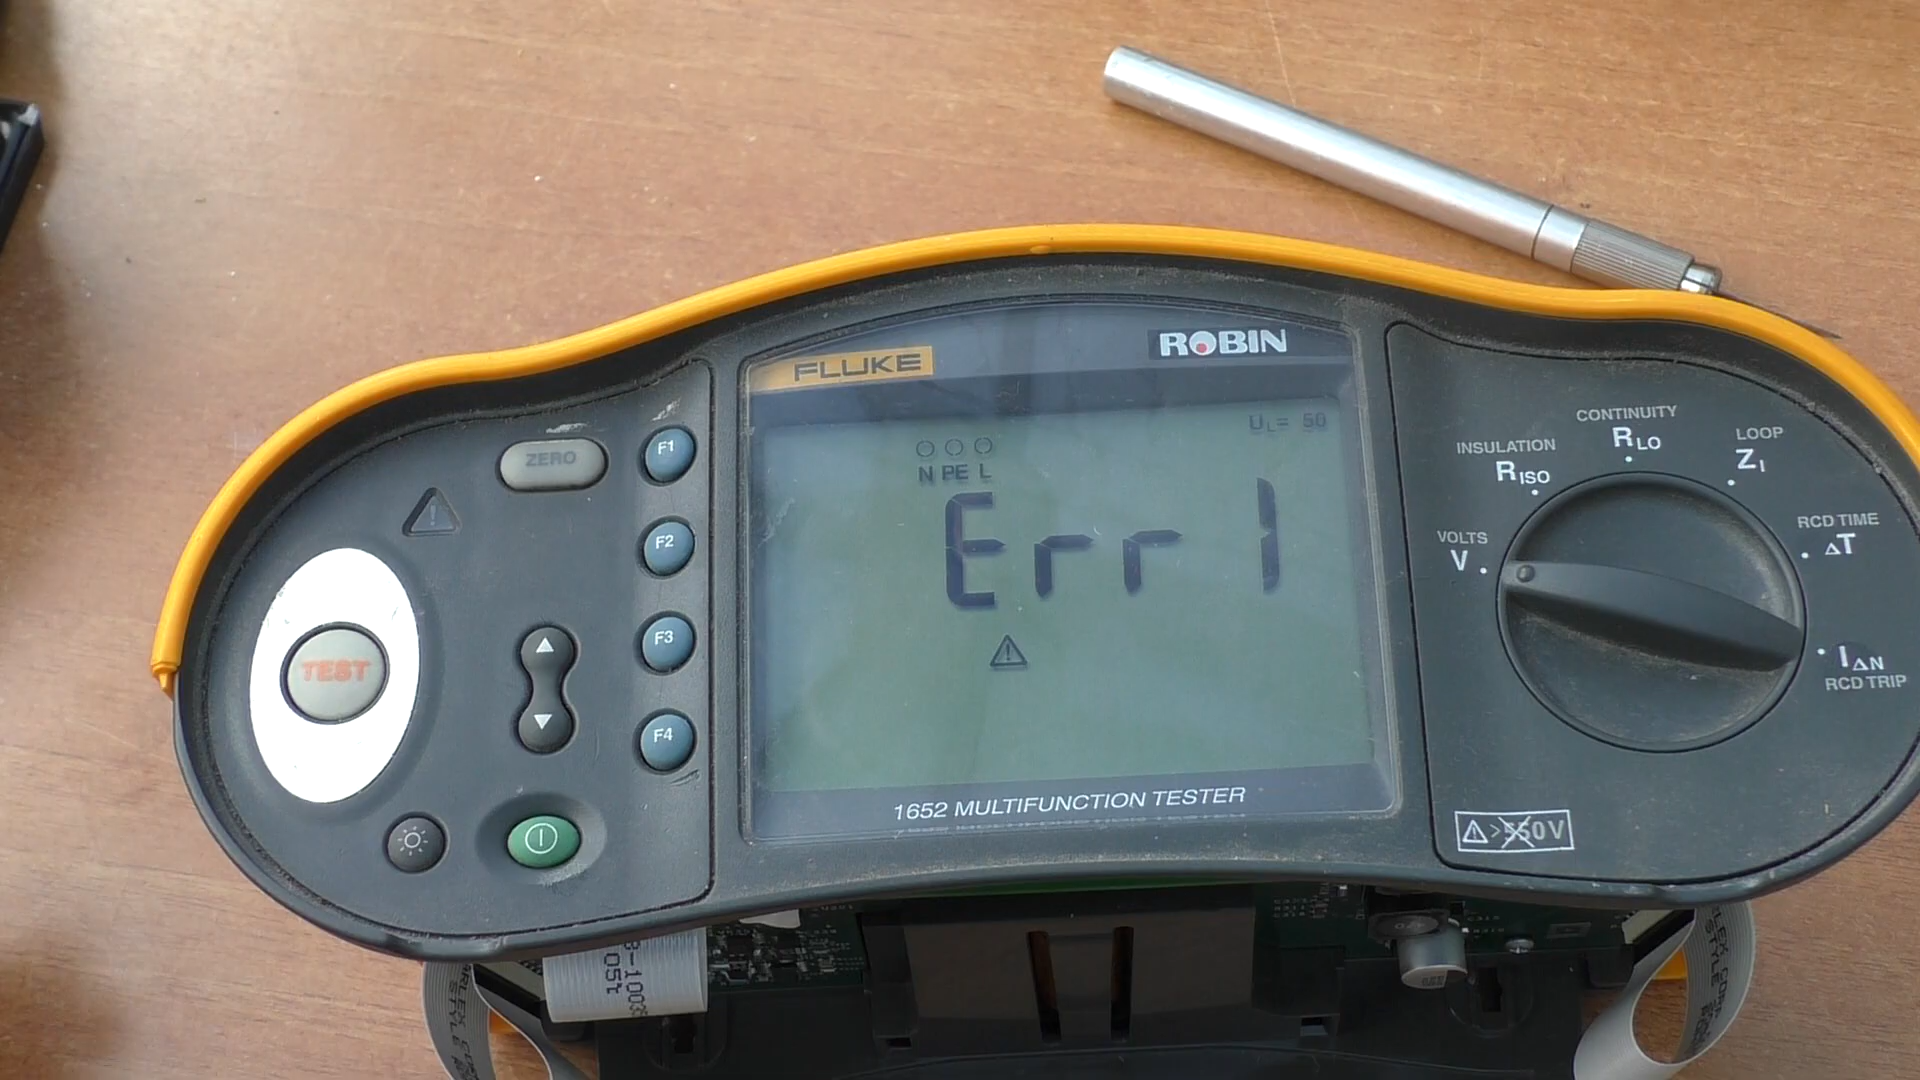 FLUKE
ROBIN
UL= 50
N PE L
Err 1
1652 MULTIFUNCTION TESTER
ZERO
F1
F2
F3
F4
TEST
CONTINUITY
RLO
INSULATION
RISO
LOOP
ZI
VOLTS
V
RCD TIME
ΔT
IΔN
RCD TRIP
>550V